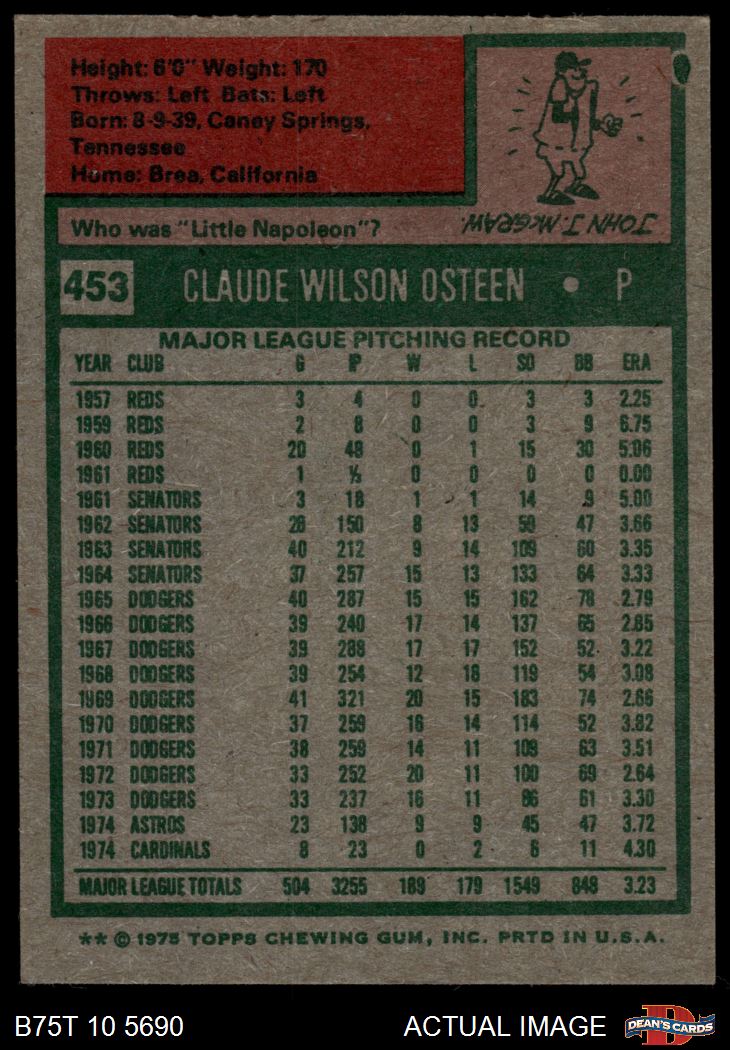 Height: 6'0" Weight: 170
Throws: Left Bats: Left
Born: 8-9-39, Caney Springs,
Tennessee
Home: Brea, California
Who was "Little Napoleon"?
JOHN J. McGRAW.
453 CLAUDE WILSON OSTEEN • P
MAJOR LEAGUE PITCHING RECORD
YEAR CLUB G IP W L SO BB ERA
1957 REDS 3 4 0 0 3 3 2.25
1959 REDS 2 8 0 0 3 9 6.75
1960 REDS 20 48 0 1 15 30 5.06
1961 REDS 1 ⅓ 0 0 0 0 0.00
1961 SENATORS 3 18 1 1 14 9 5.00
1962 SENATORS 28 150 8 13 59 47 3.66
1963 SENATORS 40 212 9 14 109 60 3.35
1964 SENATORS 37 257 15 13 133 64 3.33
1965 DODGERS 40 287 15 15 162 78 2.79
1966 DODGERS 39 240 17 14 137 65 2.85
1967 DODGERS 39 288 17 17 152 52 3.22
1968 DODGERS 39 254 12 18 119 54 3.08
1969 DODGERS 41 321 20 15 183 74 2.66
1970 DODGERS 37 259 16 14 114 52 3.82
1971 DODGERS 38 259 14 11 109 63 3.51
1972 DODGERS 33 252 20 11 100 69 2.64
1973 DODGERS 33 237 16 11 86 61 3.30
1974 ASTROS 23 138 9 9 45 47 3.72
1974 CARDINALS 8 23 0 2 6 11 4.30
MAJOR LEAGUE TOTALS 504 3255 189 179 1549 848 3.23
** © 1975 TOPPS CHEWING GUM, INC. PRTD IN U.S.A.
B75T 10 5690 ACTUAL IMAGE D DEAN'S CARDS